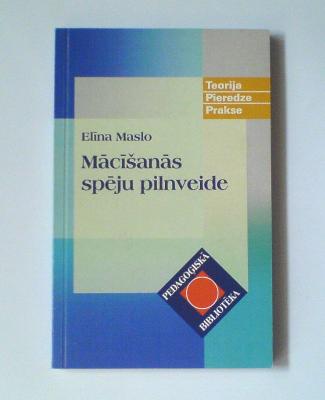 Teorija
Pieredze
Prakse
Elīna Maslo
Mācīšanās
spēju pilnveide
PEDAGOĢISKĀ
BIBLIOTĒKA